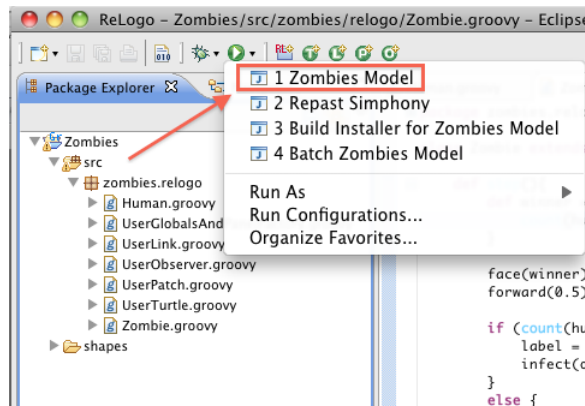 ReLogo – Zombies/src/zombies/relogo/Zombie.groovy – Eclipse
Package Explorer
1 Zombies Model
2 Repast Simphony
3 Build Installer for Zombies Model
4 Batch Zombies Model
Run As
Run Configurations...
Organize Favorites...
Zombies
src
zombies.relogo
Human.groovy
UserGlobalsAnd
UserLink.groovy
UserObserver.groovy
UserPatch.groovy
UserTurtle.groovy
Zombie.groovy
shapes
face(winner)
forward(0.5)
if (count(hu
label =
infect(o
}
else {